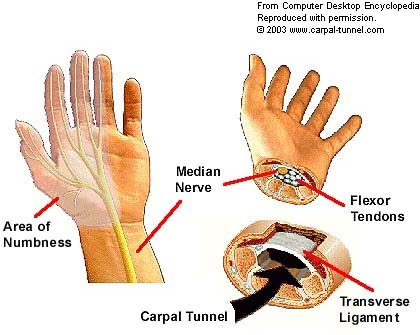 From Computer Desktop Encyclopedia
Reproduced with permission.
© 2003 www.carpal-tunnel.com
Median
Nerve
Area of
Numbness
Flexor
Tendons
Carpal Tunnel
Transverse
Ligament